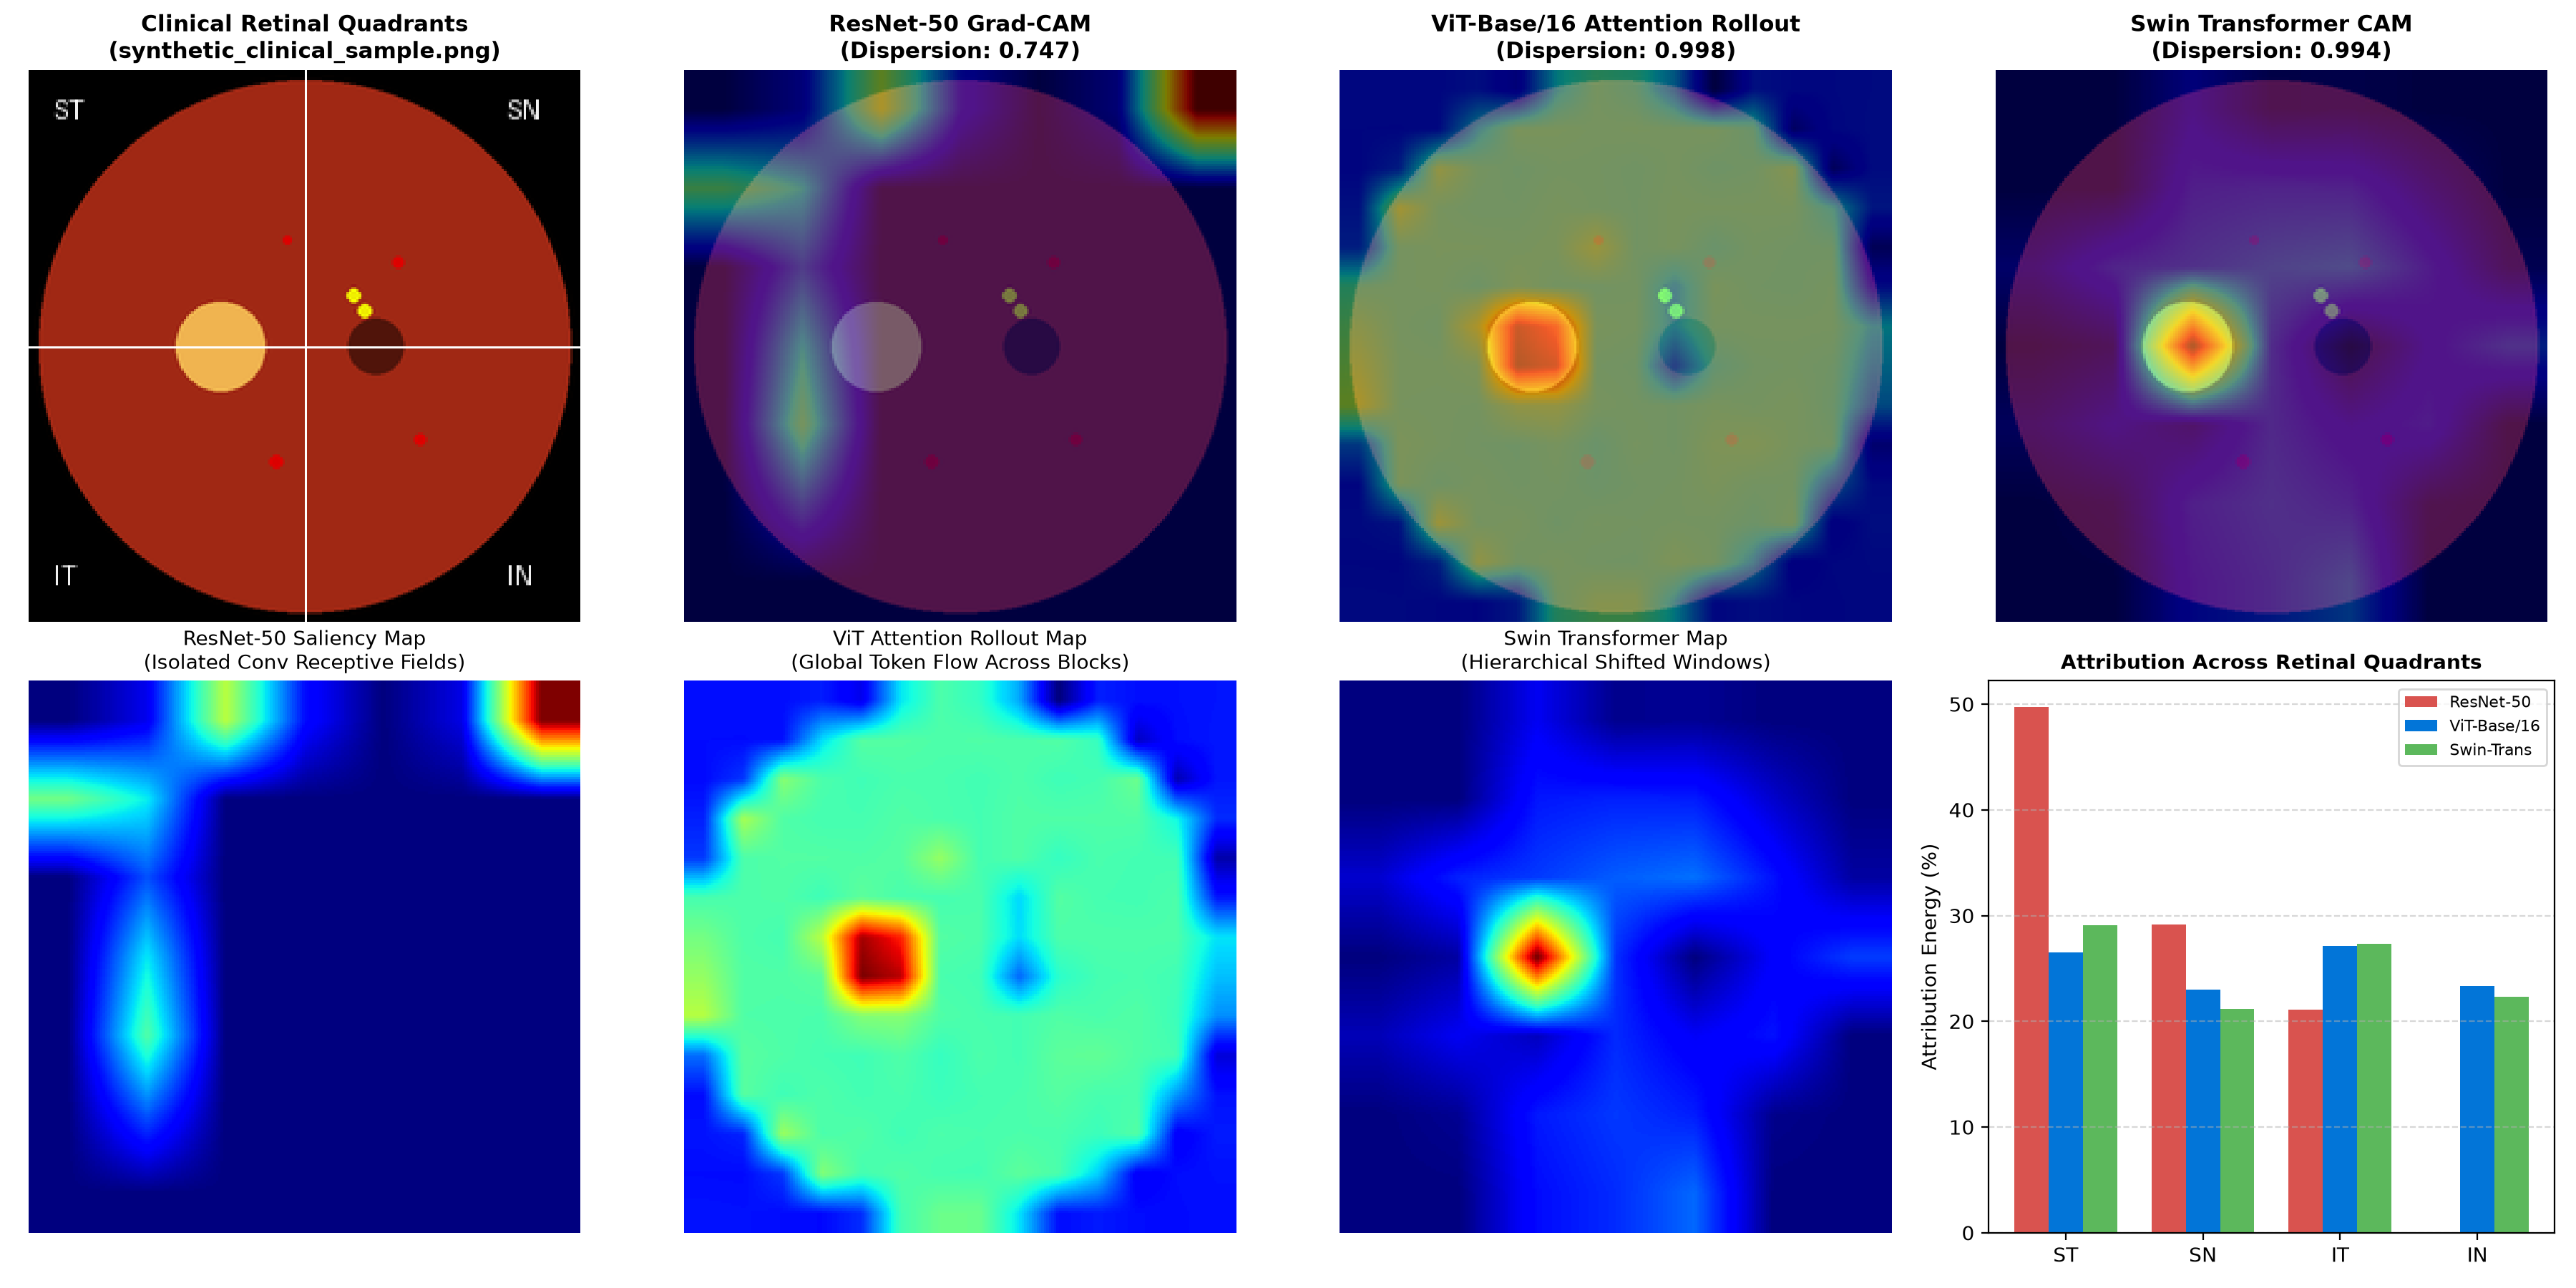 Clinical Retinal Quadrants
(synthetic_clinical_sample.png)
ResNet-50 Grad-CAM
(Dispersion: 0.747)
ViT-Base/16 Attention Rollout
(Dispersion: 0.998)
Swin Transformer CAM
(Dispersion: 0.994)
ST
SN
IT
IN
ResNet-50 Saliency Map
(Isolated Conv Receptive Fields)
ViT Attention Rollout Map
(Global Token Flow Across Blocks)
Swin Transformer Map
(Hierarchical Shifted Windows)
Attribution Across Retinal Quadrants
ResNet-50
ViT-Base/16
Swin-Trans
Attribution Energy (%)
50
40
30
20
10
0
ST
SN
IT
IN